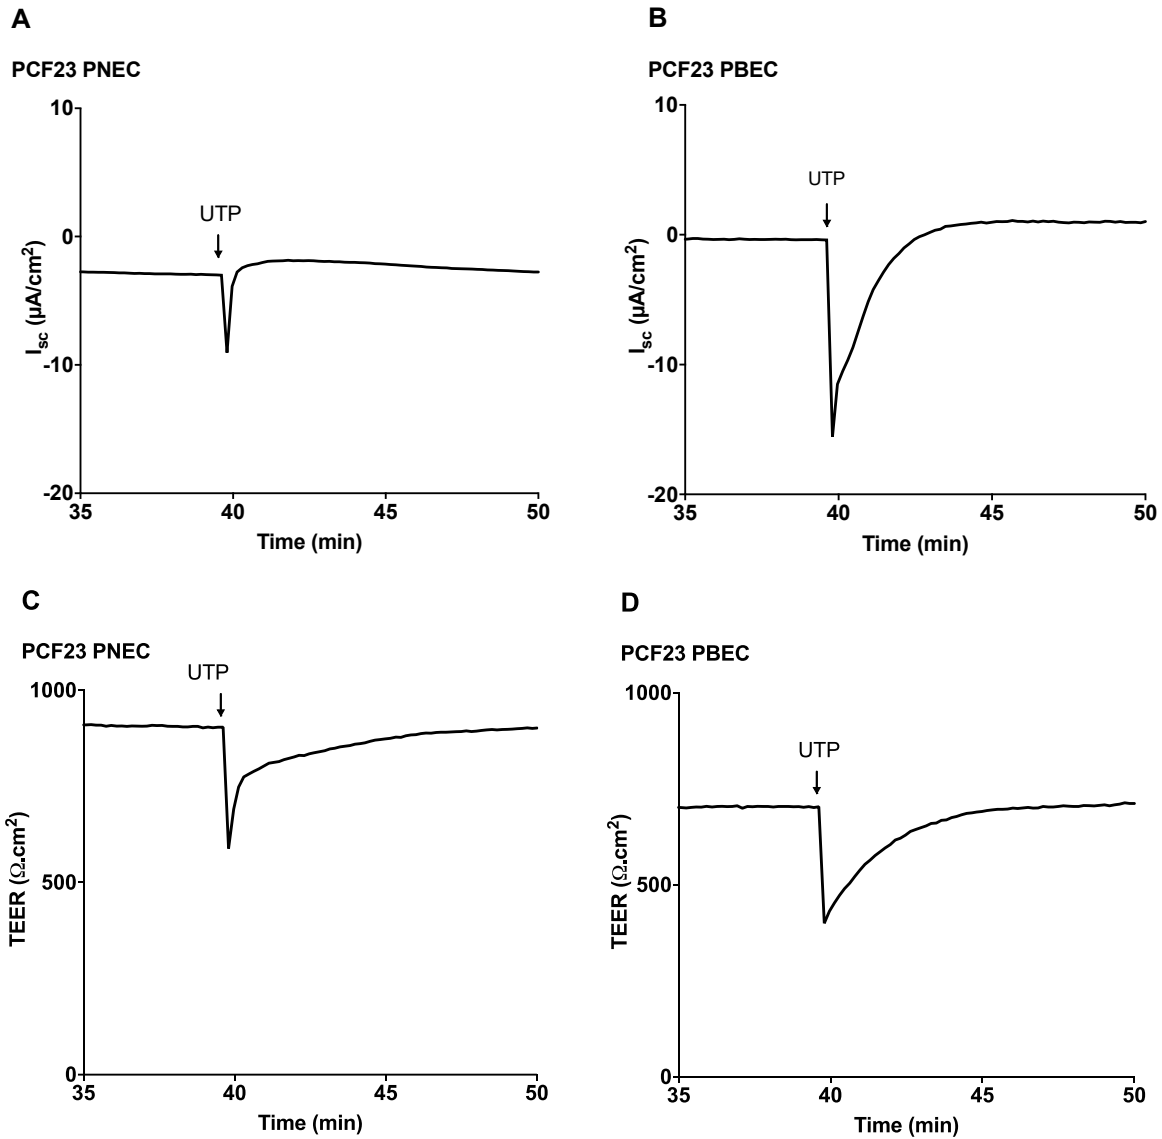 A
PCF23 PNEC
10
0
-10
-20
I_sc (µA/cm²)
UTP
35 40 45 50
Time (min)
B
PCF23 PBEC
10
0
-10
-20
I_sc (µA/cm²)
UTP
35 40 45 50
Time (min)
C
PCF23 PNEC
1000
500
0
TEER (Ω.cm²)
UTP
35 40 45 50
Time (min)
D
PCF23 PBEC
1000
500
0
TEER (Ω.cm²)
UTP
35 40 45 50
Time (min)